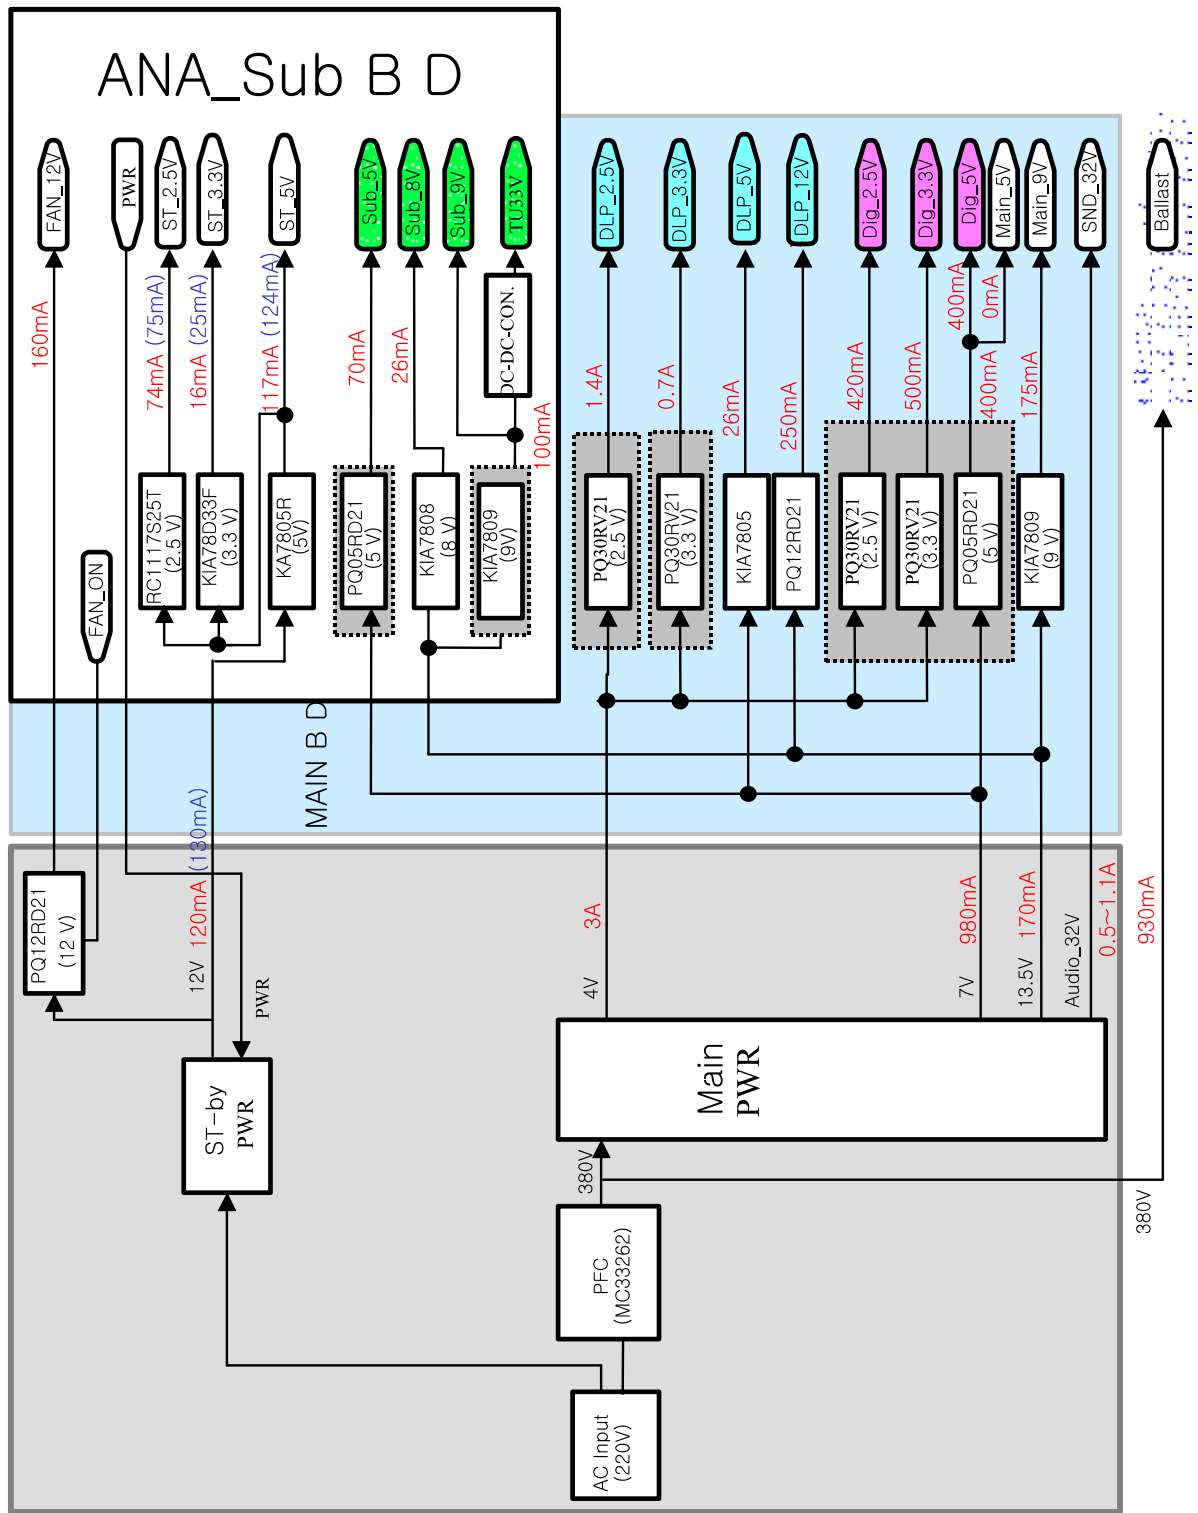 ANA_Sub B D
FAN_12V
PWR
ST_2.5V
ST_3.3V
ST_5V
Sub_5V
Sub_8V
Sub_9V
TU33V
DLP_2.5V
DLP_3.3V
DLP_5V
DLP_12V
Dig_2.5V
Dig_3.3V
Dig_5V
Main_5V
Main_9V
SND_32V
Ballast
160mA
74mA (75mA)
16mA (25mA)
117mA (124mA)
70mA
26mA
DC-DC-CON.
100mA
1.4A
0.7A
26mA
250mA
420mA
500mA
400mA
0mA
400mA
175mA
RC1117S25T
(2.5 V)
KIA78D33F
(3.3 V)
KA7805R
(5V)
PQ05RD21
(5 V)
KIA7808
(8 V)
KIA7809
(9V)
PQ30RV21
(2.5 V)
PQ30RV21
(3.3 V)
KIA7805
PQ12RD21
PQ30RV21
(2.5 V)
PQ30RV21
(3.3 V)
PQ05RD21
(5 V)
KIA7809
(9 V)
FAN_ON
MAIN B D
PQ12RD21
(12 V)
12V
120mA (130mA)
PWR
4V
3A
7V
980mA
13.5V
170mA
Audio_32V
0.5~1.1A
930mA
ST-by
PWR
Main
PWR
380V
380V
PFC
(MC33262)
AC Input
(220V)